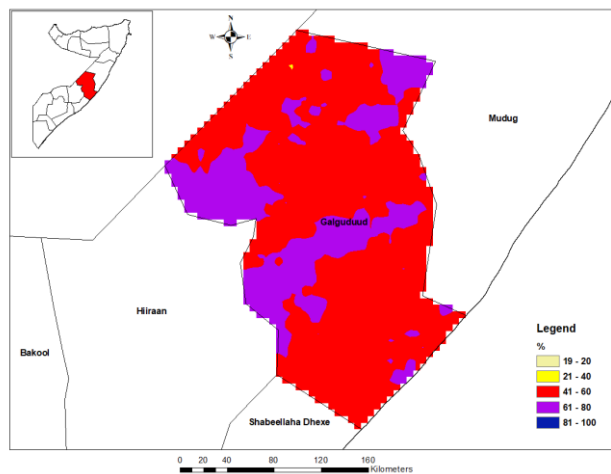 N
W E
S
Mudug
Galguduud
Hiiraan
Bakool
Shabeellaha Dhexe
Legend
%
19 - 20
21 - 40
41 - 60
61 - 80
81 - 100
0 20 40 80 120 160
Kilometers